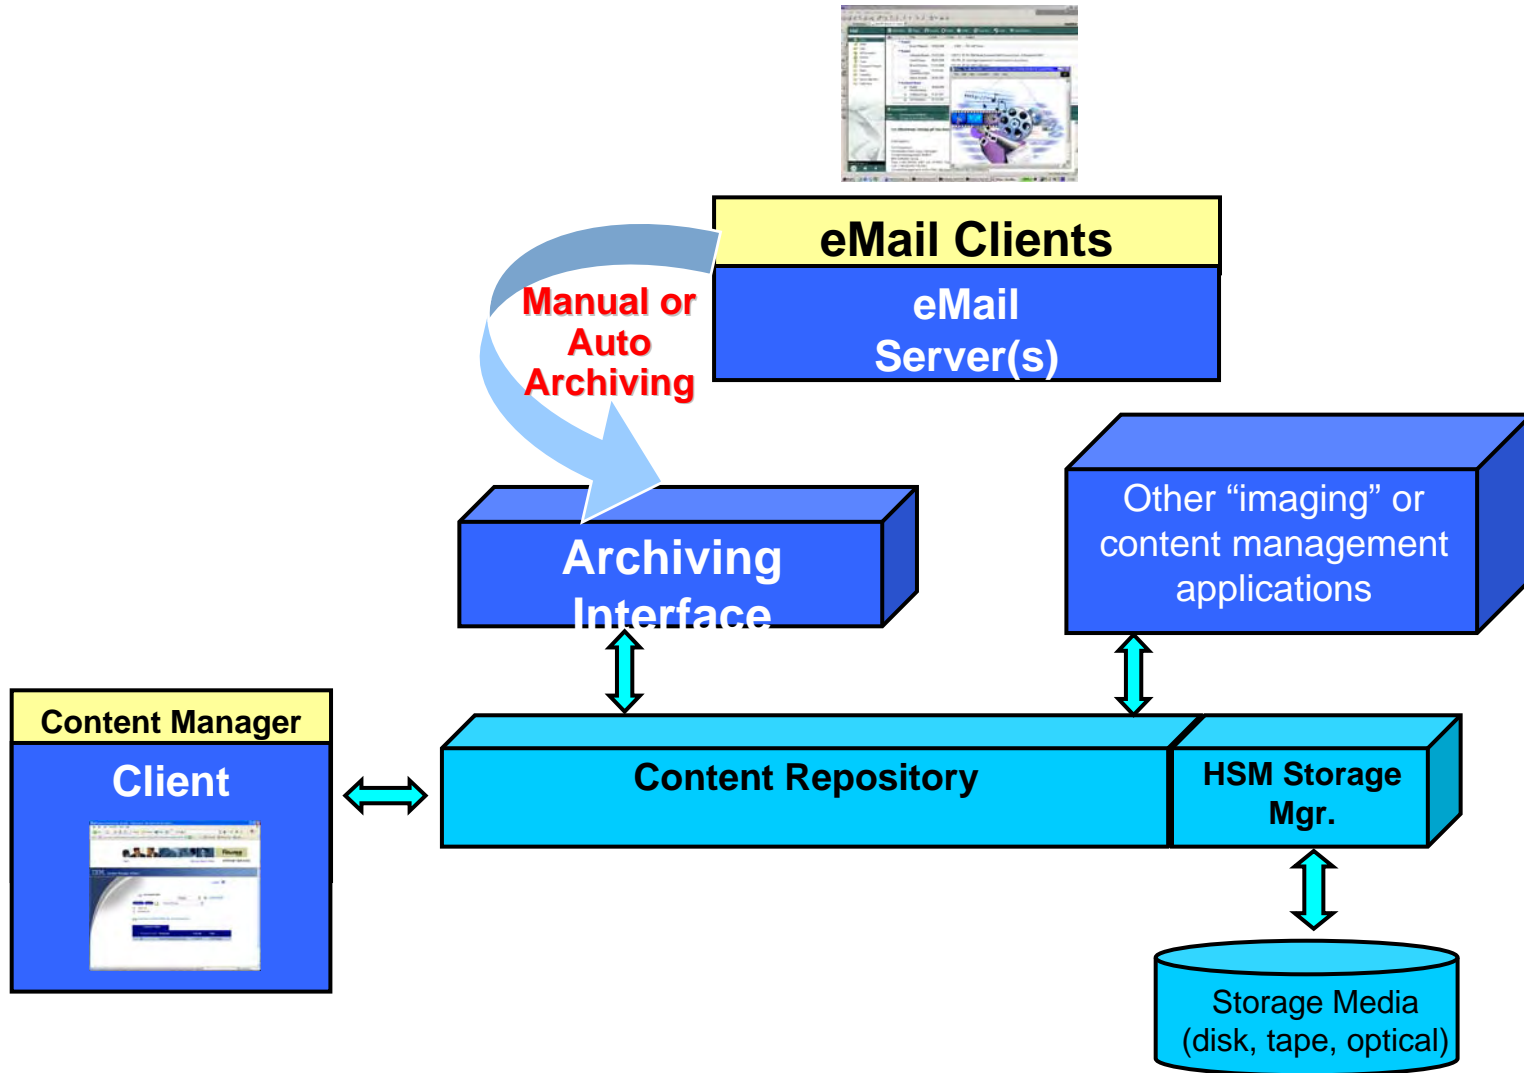 eMail Clients
eMail
Server(s)
Manual or
Auto
Archiving
Other “imaging” or
content management
applications
Archiving
Interface
Content Manager
Client
Content Repository
HSM Storage
Mgr.
Storage Media
(disk, tape, optical)